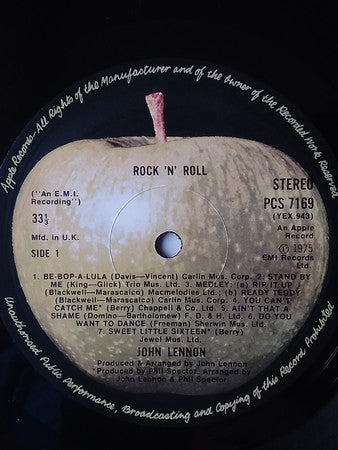 Apple Records-All Rights of the Manufacturer and of the Owner of the Recorded Work Reserved
ROCK 'N' ROLL
("An E.M.I.
Recording")
33⅓
Mfd. in U.K.
SIDE 1
STEREO
PCS 7169
(YEX.943)
An Apple
Record
℗ 1975
EMI Records
Ltd.
1. BE-BOP-A-LULA (Davis—Vincent) Carlin Mus. Corp. 2. STAND BY
ME (King—Glick) Trio Mus. Ltd. 3. MEDLEY: (a) RIP IT UP
(Blackwell—Marascalco) Macmelodies Ltd.; (b) READY TEDDY
(Blackwell—Marascalco) Carlin Mus. Corp. 4. YOU CAN'T
CATCH ME* (Berry) Chappell & Co. Ltd. 5. AIN'T THAT A
SHAME (Domino—Bartholomew) F. D. & H. Ltd. 6. DO YOU
WANT TO DANCE (Freeman) Sherwin Mus. Ltd.
7. SWEET LITTLE SIXTEEN* (Berry)
Jewel Mus. Ltd.
JOHN LENNON
Produced & Arranged by John Lennon
*Produced by Phil Spector, Arranged by
John Lennon & Phil Spector
Unauthorised Public Performance, Broadcasting and Copying of this Record Prohibited